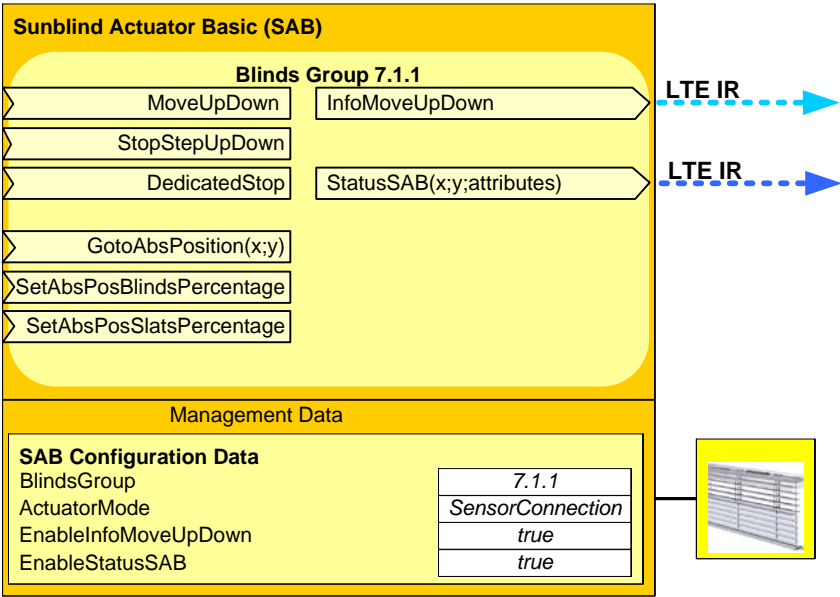 Sunblind Actuator Basic (SAB)
Blinds Group 7.1.1
MoveUpDown
InfoMoveUpDown
LTE IR
StopStepUpDown
DedicatedStop
StatusSAB(x;y;attributes)
LTE IR
GotoAbsPosition(x;y)
SetAbsPosBlindsPercentage
SetAbsPosSlatsPercentage
Management Data
SAB Configuration Data
BlindsGroup 7.1.1
ActuatorMode SensorConnection
EnableInfoMoveUpDown true
EnableStatusSAB true